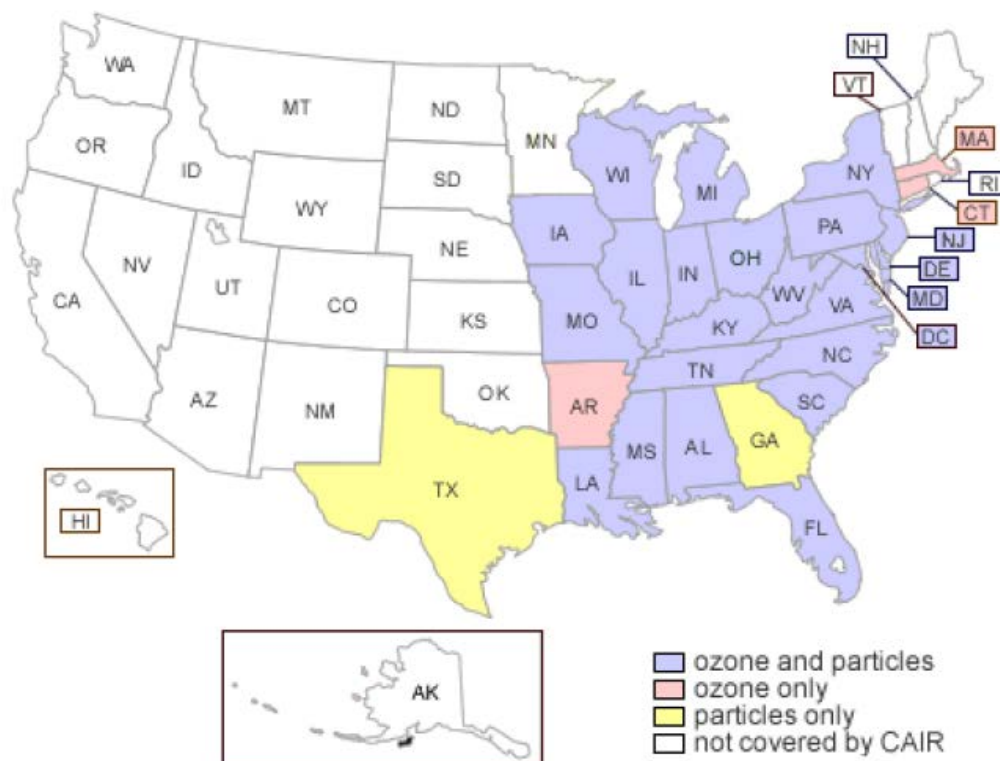 NH
WA
VT
MT
ND
MN
OR
MA
ID
SD
WI
NY
RI
MI
WY
CT
PA
IA
NE
NJ
OH
NV
IL
IN
DE
UT
WV
CA
CO
VA
MD
MO
KS
KY
DC
NC
TN
OK
AZ
AR
SC
NM
GA
MS
AL
LA
TX
HI
FL
ozone and particles
AK
ozone only
particles only
not covered by CAIR